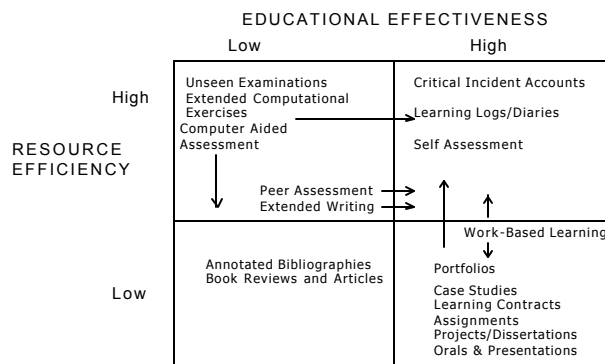 EDUCATIONAL EFFECTIVENESS
Low
High
High
RESOURCE
EFFICIENCY
Low
Unseen Examinations
Extended Computational
Exercises
Computer Aided
Assessment
Peer Assessment
Extended Writing
Critical Incident Accounts
Learning Logs/Diaries
Self Assessment
Work-Based Learning
Annotated Bibliographies
Book Reviews and Articles
Portfolios
Case Studies
Learning Contracts
Assignments
Projects/Dissertations
Orals & Presentations